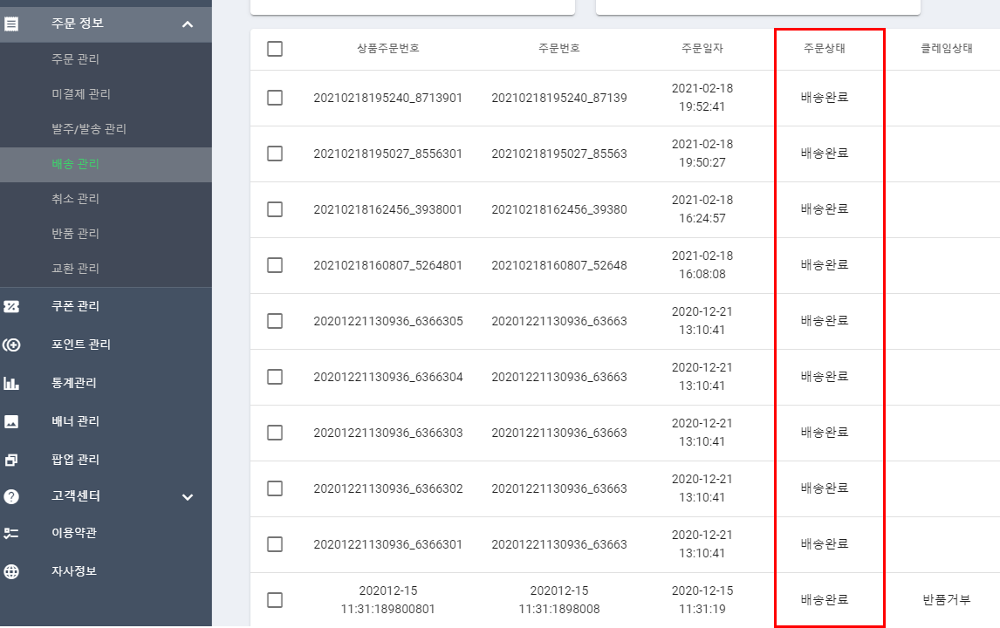 주문 정보
주문 관리
미결제 관리
발주/발송 관리
배송 관리
취소 관리
반품 관리
교환 관리
쿠폰 관리
포인트 관리
통계관리
배너 관리
팝업 관리
고객센터
이용약관
자사정보
상품주문번호 주문번호 주문일자 주문상태 클레임상태
20210218195240_8713901 20210218195240_87139 2021-02-18 배송완료
19:52:41
20210218195027_8556301 20210218195027_85563 2021-02-18 배송완료
19:50:27
20210218162456_3938001 20210218162456_39380 2021-02-18 배송완료
16:24:57
20210218160807_5264801 20210218160807_52648 2021-02-18 배송완료
16:08:08
20201221130936_6366305 20201221130936_63663 2020-12-21 배송완료
13:10:41
20201221130936_6366304 20201221130936_63663 2020-12-21 배송완료
13:10:41
20201221130936_6366303 20201221130936_63663 2020-12-21 배송완료
13:10:41
20201221130936_6366302 20201221130936_63663 2020-12-21 배송완료
13:10:41
20201221130936_6366301 20201221130936_63663 2020-12-21 배송완료
13:10:41
202012-15 202012-15 2020-12-15 배송완료 반품거부
11:31:189800801 11:31:1898008 11:31:19